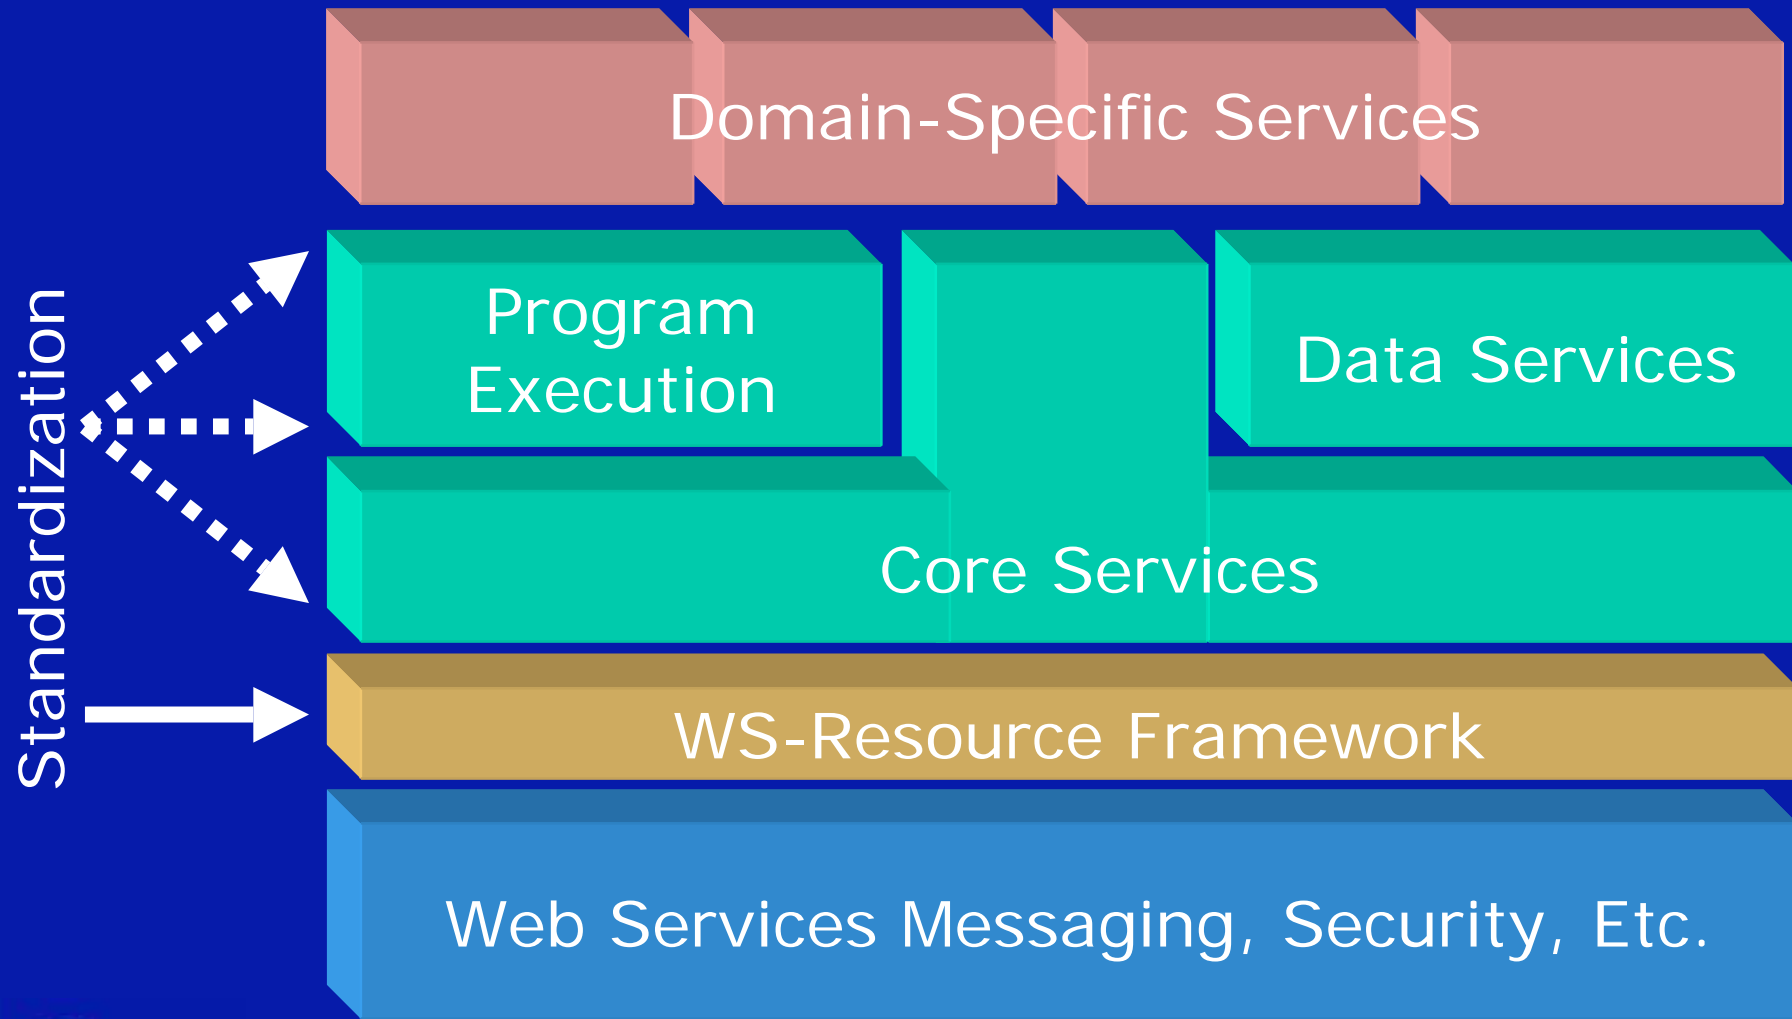 Domain-Specific Services
Program
Execution
Data Services
Core Services
WS-Resource Framework
Web Services Messaging, Security, Etc.
Standardization